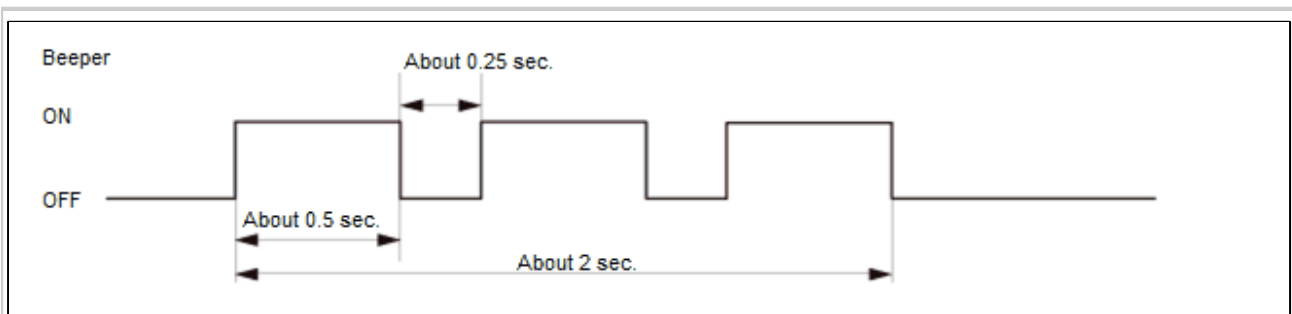 Beeper
About 0.25 sec.
ON
OFF
About 0.5 sec.
About 2 sec.